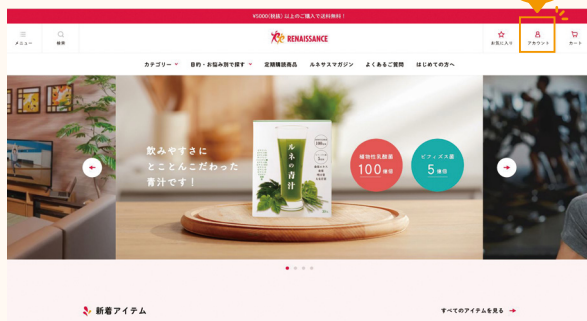 ¥5000(税抜) 以上のご購入で送料無料！
メニュー
検索
RENAISSANCE
お気に入り
アカウント
カート
カテゴリー
目的・お悩み別で探す
定期購読商品
ルネサスマガジン
よくあるご質問
はじめての方へ
飲みやすさに
とことんこだわった
青汁です！
ルネの青汁
植物性乳酸菌
100億個
ビフィズス菌
5億個
新着アイテム
すべてのアイテムを見る